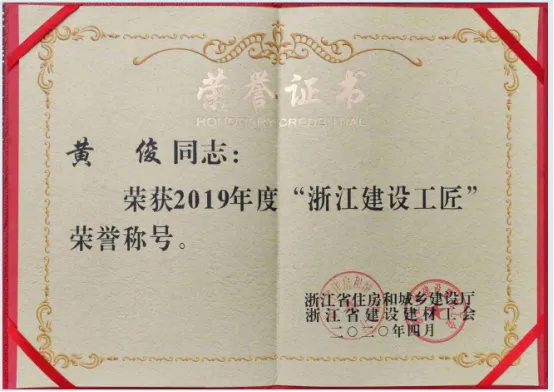 荣誉证书
HONORARY CREDENTIAL
黄 俊同志：
荣获2019年度“浙江建设工匠”
荣誉称号。
浙江省住房和城乡建设厅
浙江省建设建材工会
二〇二〇年四月